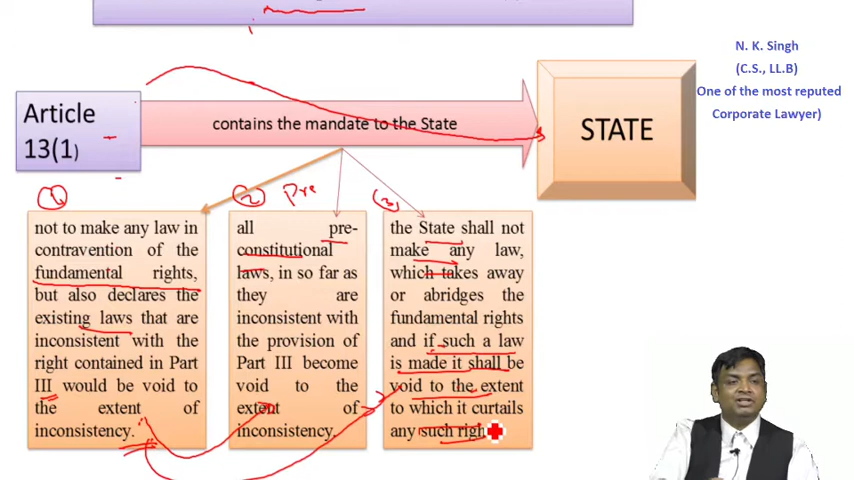 N. K. Singh
(C.S., LL.B)
One of the most reputed
Corporate Lawyer)
Article
13(1)
contains the mandate to the State
STATE
1
2
Pre
(3)
not to make any law in
contravention of the
fundamental rights,
but also declares the
existing laws that are
inconsistent with the
right contained in Part
III would be void to
the extent of
inconsistency.
all pre-
constitutional
laws, in so far as
they are
inconsistent with
the provision of
Part III become
void to the
extent of
inconsistency.
the State shall not
make any law,
which takes away
or abridges the
fundamental rights
and if such a law
is made it shall be
void to the extent
to which it curtails
any such righ